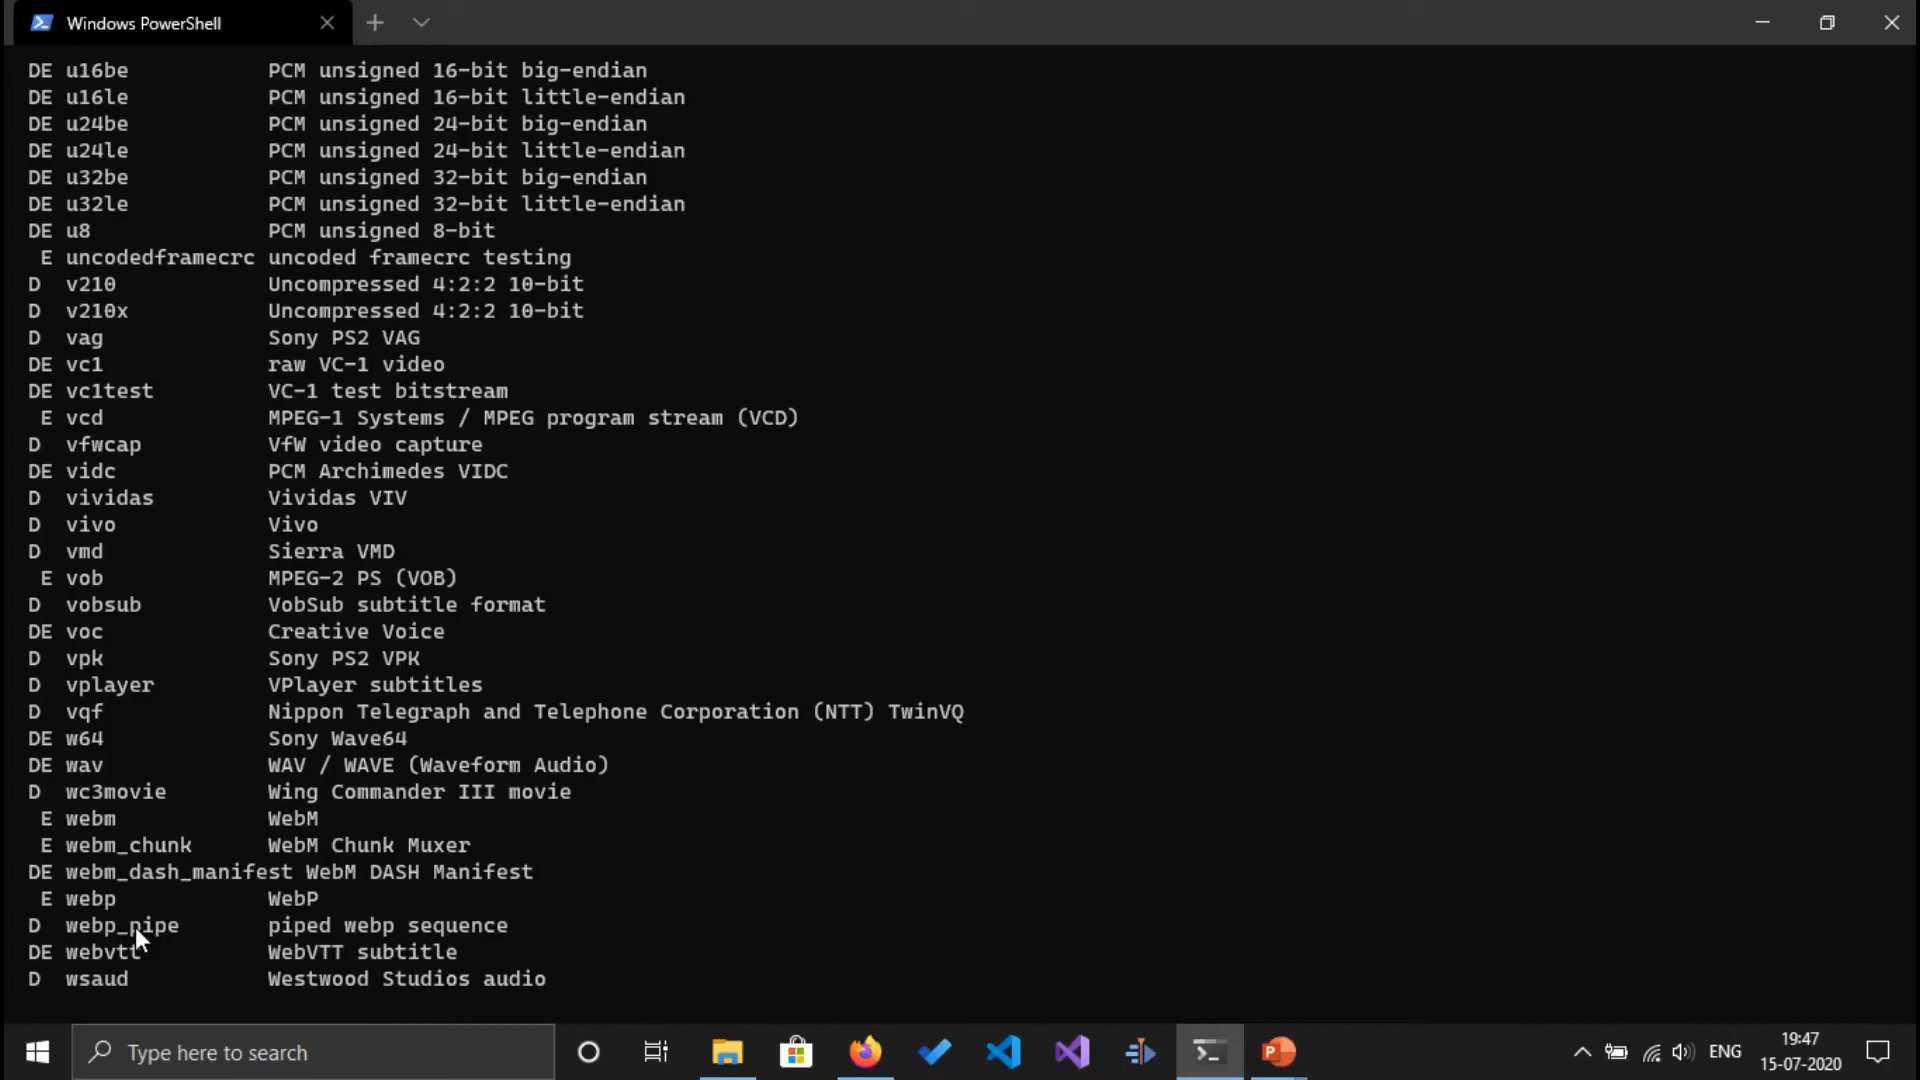 Windows PowerShell
DE u16be PCM unsigned 16-bit big-endian
DE u16le PCM unsigned 16-bit little-endian
DE u24be PCM unsigned 24-bit big-endian
DE u24le PCM unsigned 24-bit little-endian
DE u32be PCM unsigned 32-bit big-endian
DE u32le PCM unsigned 32-bit little-endian
DE u8 PCM unsigned 8-bit
E uncodedframecrc uncoded framecrc testing
D v210 Uncompressed 4:2:2 10-bit
D v210x Uncompressed 4:2:2 10-bit
D vag Sony PS2 VAG
DE vc1 raw VC-1 video
DE vc1test VC-1 test bitstream
E vcd MPEG-1 Systems / MPEG program stream (VCD)
D vfwcap VfW video capture
DE vidc PCM Archimedes VIDC
D vividas Vividas VIV
D vivo Vivo
D vmd Sierra VMD
E vob MPEG-2 PS (VOB)
D vobsub VobSub subtitle format
DE voc Creative Voice
D vpk Sony PS2 VPK
D vplayer VPlayer subtitles
D vqf Nippon Telegraph and Telephone Corporation (NTT) TwinVQ
DE w64 Sony Wave64
DE wav WAV / WAVE (Waveform Audio)
D wc3movie Wing Commander III movie
E webm WebM
E webm_chunk WebM Chunk Muxer
DE webm_dash_manifest WebM DASH Manifest
E webp WebP
D webp_pipe piped webp sequence
DE webvtt WebVTT subtitle
D wsaud Westwood Studios audio
Type here to search
ENG
19:47
15-07-2020